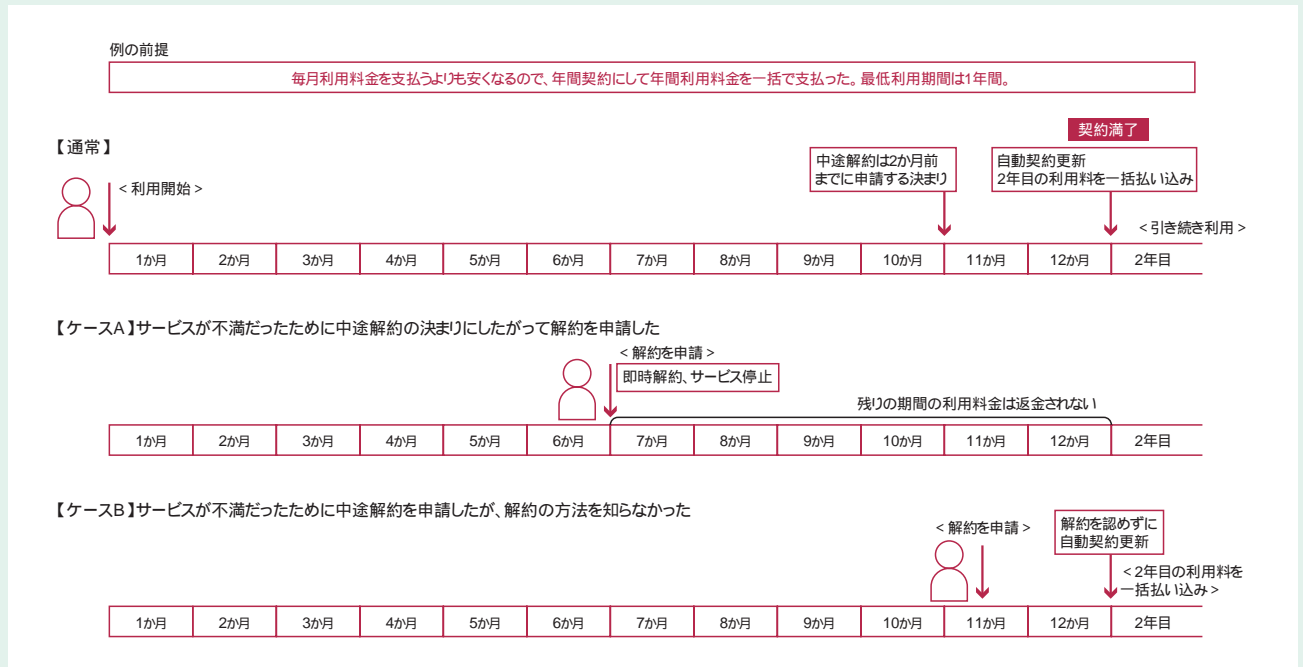 例の前提
毎月利用料金を支払うよりも安くなるので、年間契約にして年間利用料金を一括で支払った。最低利用期間は1年間。
契約満了
【通常】
<利用開始>
中途解約は2か月前
までに申請する決まり
自動契約更新
2年目の利用料を一括払い込み
<引き続き利用>
1か月 2か月 3か月 4か月 5か月 6か月 7か月 8か月 9か月 10か月 11か月 12か月 2年目
【ケースA】サービスが不満だったために中途解約の決まりにしたがって解約を申請した
<解約を申請>
即時解約、サービス停止
残りの期間の利用料金は返金されない
1か月 2か月 3か月 4か月 5か月 6か月 7か月 8か月 9か月 10か月 11か月 12か月 2年目
【ケースB】サービスが不満だったために中途解約を申請したが、解約の方法を知らなかった
<解約を申請>
解約を認めずに
自動契約更新
<2年目の利用料を
一括払い込み>
1か月 2か月 3か月 4か月 5か月 6か月 7か月 8か月 9か月 10か月 11か月 12か月 2年目